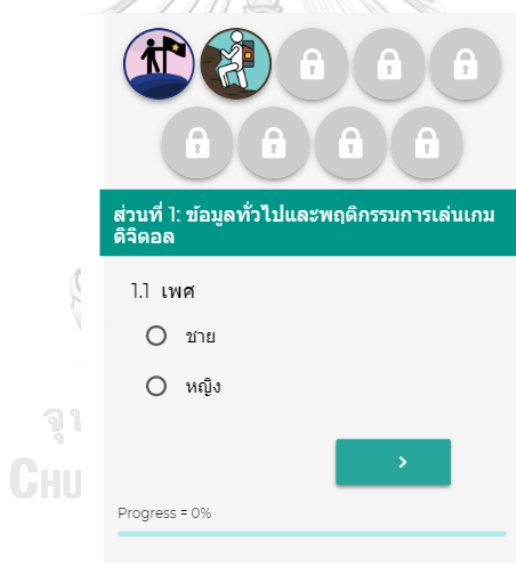 ส่วนที่ 1: ข้อมูลทั่วไปและพฤติกรรมการเล่นเกม
ดิจิตอล
1.1 เพศ
ชาย
หญิง
จุ
CHU
Progress = 0%